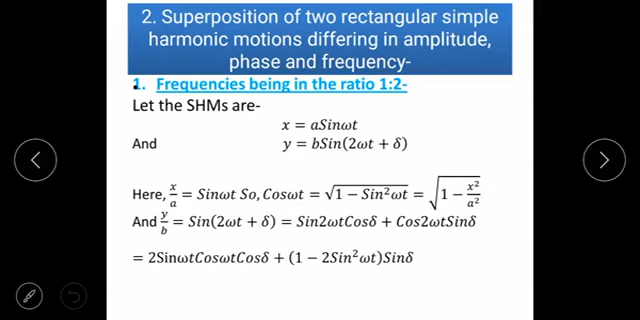 2. Superposition of two rectangular simple
harmonic motions differing in amplitude,
phase and frequency-
1. Frequencies being in the ratio 1:2-
Let the SHMs are-
x = aSinωt
And y = bSin(2ωt + δ)
Here, x/a = Sinωt So, Cosωt = √(1 − Sin²ωt) = √(1 − x²/a²)
And y/b = Sin(2ωt + δ) = Sin2ωtCosδ + Cos2ωtSinδ
= 2SinωtCosωtCosδ + (1 − 2Sin²ωt)Sinδ